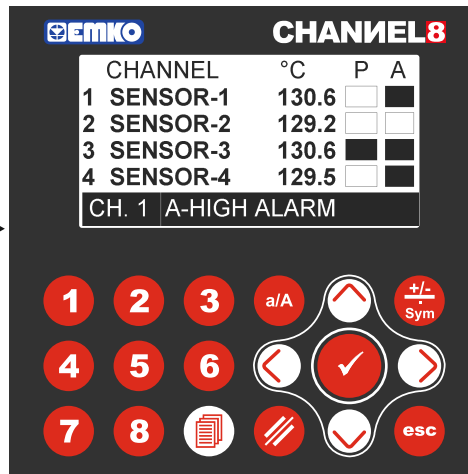 EMKO CHANNEL8
CHANNEL °C P A
1 SENSOR-1 130.6
2 SENSOR-2 129.2
3 SENSOR-3 130.6
4 SENSOR-4 129.5
CH. 1 A-HIGH ALARM
1 2 3 a/A +/-
Sym
4 5 6
7 8 esc